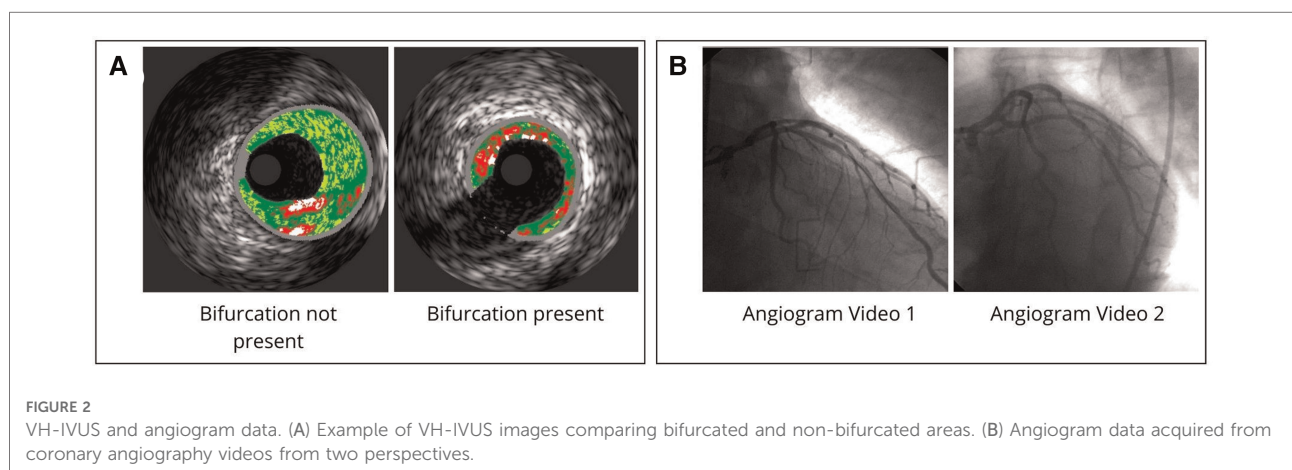 A
B
Bifurcation not
present
Bifurcation present
Angiogram Video 1
Angiogram Video 2
FIGURE 2
VH-IVUS and angiogram data. (A) Example of VH-IVUS images comparing bifurcated and non-bifurcated areas. (B) Angiogram data acquired from
coronary angiography videos from two perspectives.